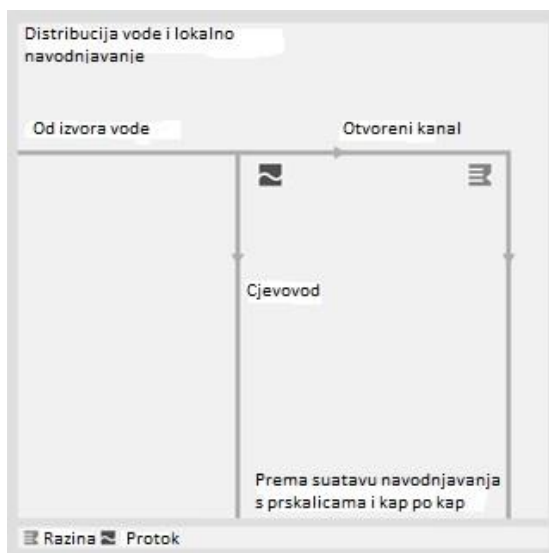 Distribucija vode i lokalno
navodnjavanje
Od izvora vode
Otvoreni kanal
Cjevovod
Prema suatavu navodnjavanja
s prskalicama i kap po kap
Razina Protok